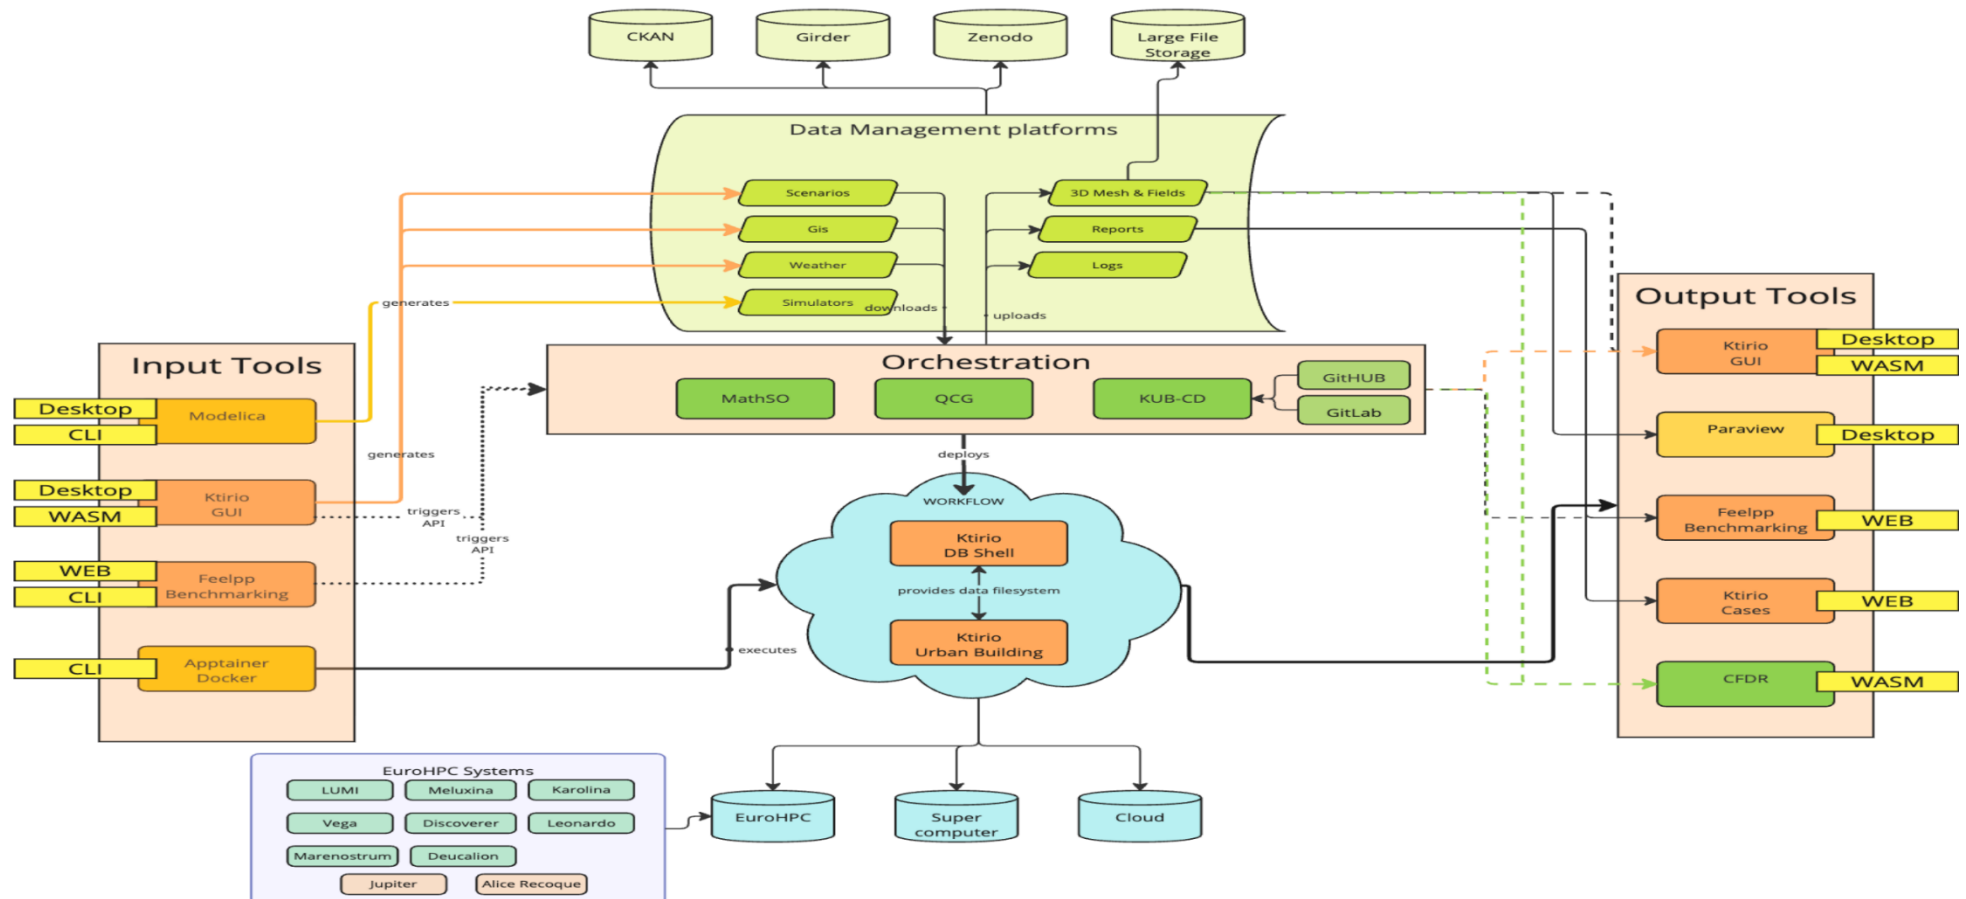 CKAN
Girder
Zenodo
Large File
Storage
Data Management platforms
Scenarios
Gis
Weather
Simulators
3D Mesh & Fields
Reports
Logs
generates
generates
downloads
uploads
Input Tools
Desktop
CLI
Modelica
Desktop
WASM
Ktirio
GUI
WEB
CLI
Feelpp
Benchmarking
CLI
Apptainer
Docker
triggers
API
triggers
API
executes
Orchestration
MathSO
QCG
KUB-CD
GitHUB
GitLab
deploys
WORKFLOW
Ktirio
DB Shell
provides data filesystem
Ktirio
Urban Building
Output Tools
Ktirio
GUI
Desktop
WASM
Paraview
Desktop
Feelpp
Benchmarking
WEB
Ktirio
Cases
WEB
CFDR
WASM
EuroHPC Systems
LUMI
Meluxina
Karolina
Vega
Discoverer
Leonardo
Marenostrum
Deucalion
Jupiter
Alice Recoque
EuroHPC
Super
computer
Cloud